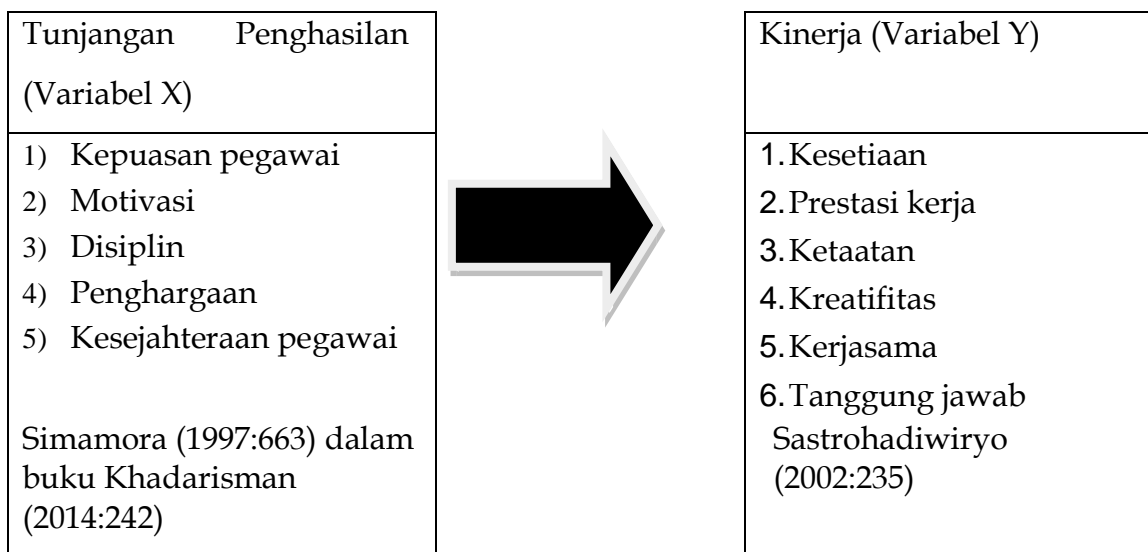 Tunjangan Penghasilan
(Variabel X)
1) Kepuasan pegawai
2) Motivasi
3) Disiplin
4) Penghargaan
5) Kesejahteraan pegawai
Simamora (1997:663) dalam
buku Khadarisman
(2014:242)
Kinerja (Variabel Y)
1.Kesetiaan
2.Prestasi kerja
3.Ketaatan
4.Kreatifitas
5.Kerjasama
6.Tanggung jawab
Sastrohadiwiryo
(2002:235)